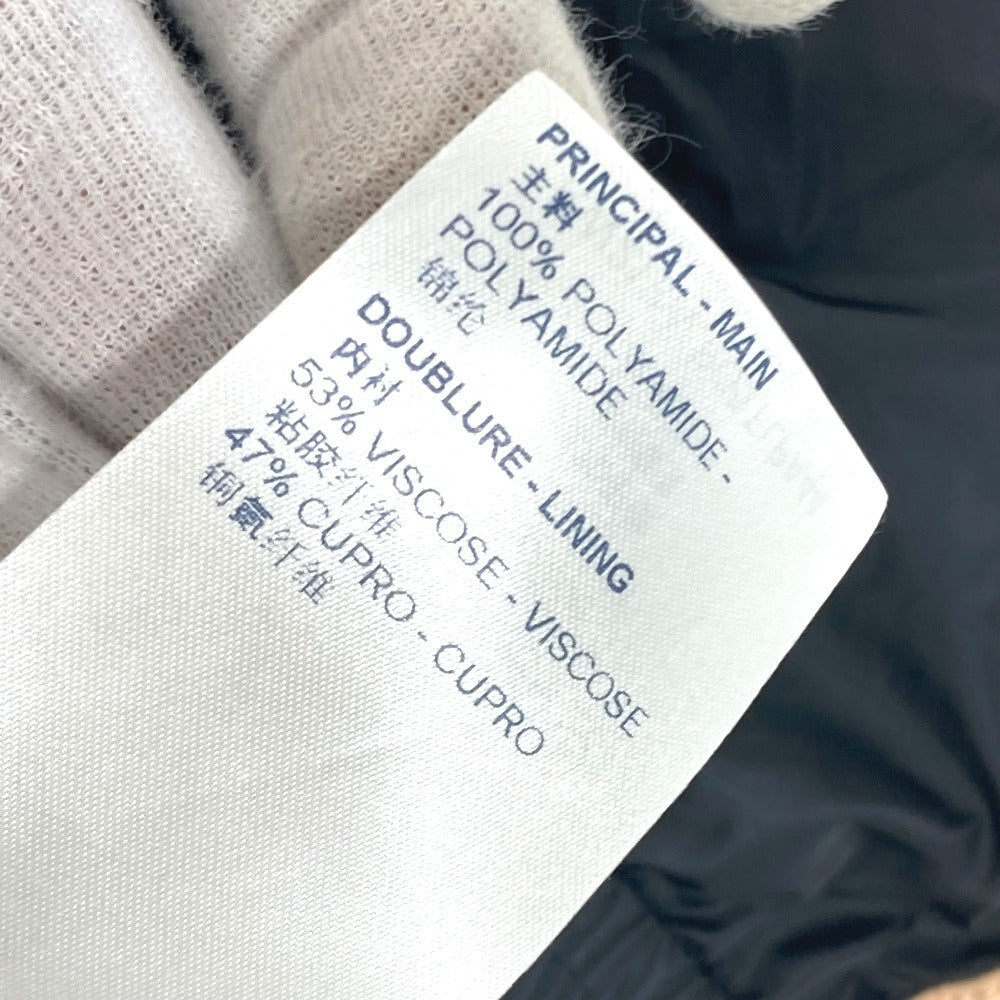 PRINCIPAL - MAIN
主料
100% POLYAMIDE -
POLYAMIDE
锦纶
DOUBLURE - LINING
内衬
53% VISCOSE - VISCOSE
粘胶纤维
47% CUPRO - CUPRO
铜氨纤维